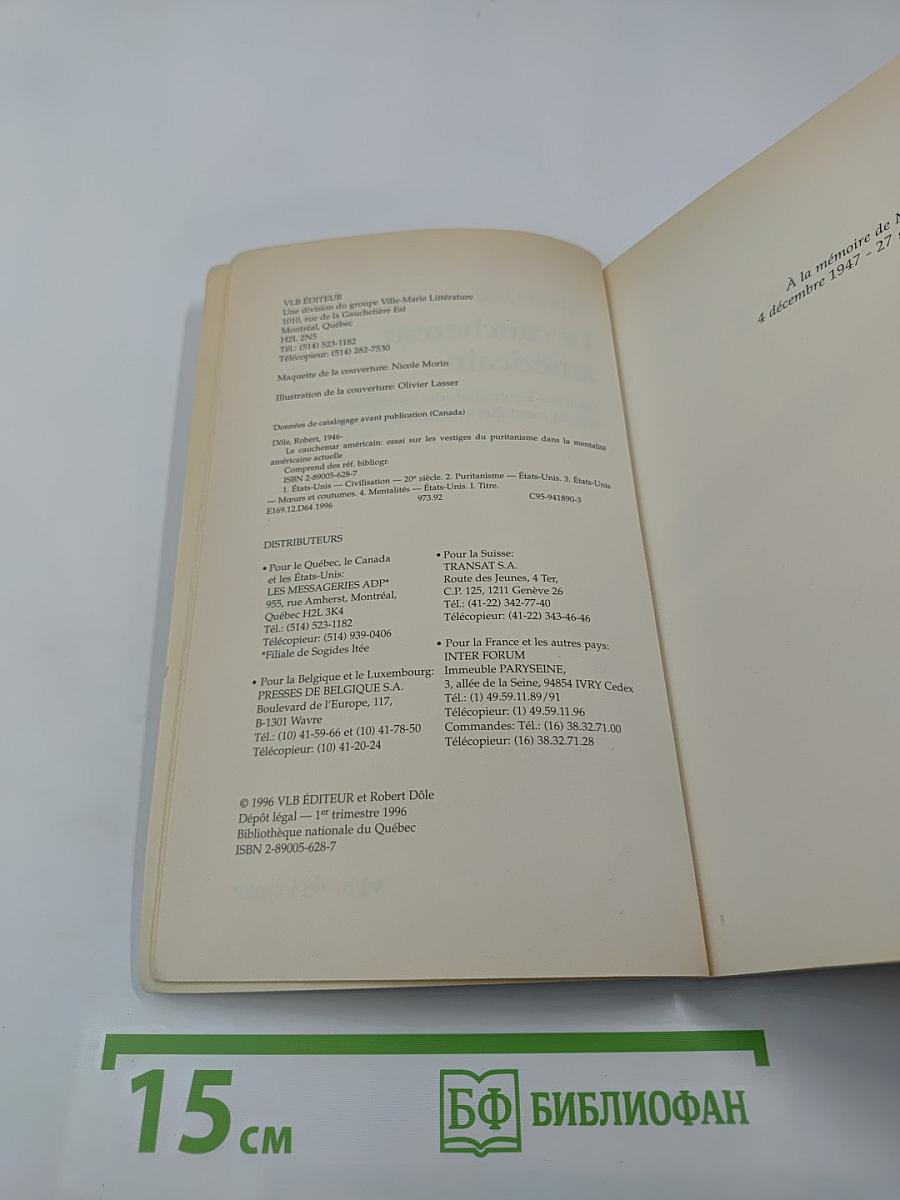 VLB ÉDITEUR
Une division du groupe Ville-Marie Littérature
1010, rue de la Gauchetière Est
Montréal, Québec
H2L 2N5
Tél.: (514) 523-1182
Télécopieur: (514) 282-7530
Maquette de la couverture: Nicole Morin
Illustration de la couverture: Olivier Lasser
Données de catalogage avant publication (Canada)
Dôle, Robert, 1946-
Le cauchemar américain: essai sur les vestiges du puritanisme dans la mentalité
américaine actuelle
Comprend des réf. bibliogr.
ISBN 2-89005-628-7
1. États-Unis — Civilisation — 20e siècle. 2. Puritanisme — États-Unis. 3. États-Unis
— Mœurs et coutumes. 4. Mentalités — États-Unis. I. Titre.
E169.12.D64 1996 973.92 C95-941890-3
DISTRIBUTEURS
• Pour le Québec, le Canada
et les États-Unis:
LES MESSAGERIES ADP*
955, rue Amherst, Montréal,
Québec H2L 3K4
Tél.: (514) 523-1182
Télécopieur: (514) 939-0406
*Filiale de Sogides ltée
• Pour la Belgique et le Luxembourg:
PRESSES DE BELGIQUE S.A.
Boulevard de l'Europe, 117,
B-1301 Wavre
Tél.: (10) 41-59-66 et (10) 41-78-50
Télécopieur: (10) 41-20-24
• Pour la Suisse:
TRANSAT S.A.
Route des Jeunes, 4 Ter,
C.P. 125, 1211 Genève 26
Tél.: (41-22) 342-77-40
Télécopieur: (41-22) 343-46-46
• Pour la France et les autres pays:
INTER FORUM
Immeuble PARYSEINE,
3, allée de la Seine, 94854 IVRY Cedex
Tél.: (1) 49.59.11.89/91
Télécopieur: (1) 49.59.11.96
Commandes: Tél.: (16) 38.32.71.00
Télécopieur: (16) 38.32.71.28
© 1996 VLB ÉDITEUR et Robert Dôle
Dépôt légal — 1er trimestre 1996
Bibliothèque nationale du Québec
ISBN 2-89005-628-7
À la mémoire de
4 décembre 1947 - 27
15 см
БФ БИБЛИОФАН